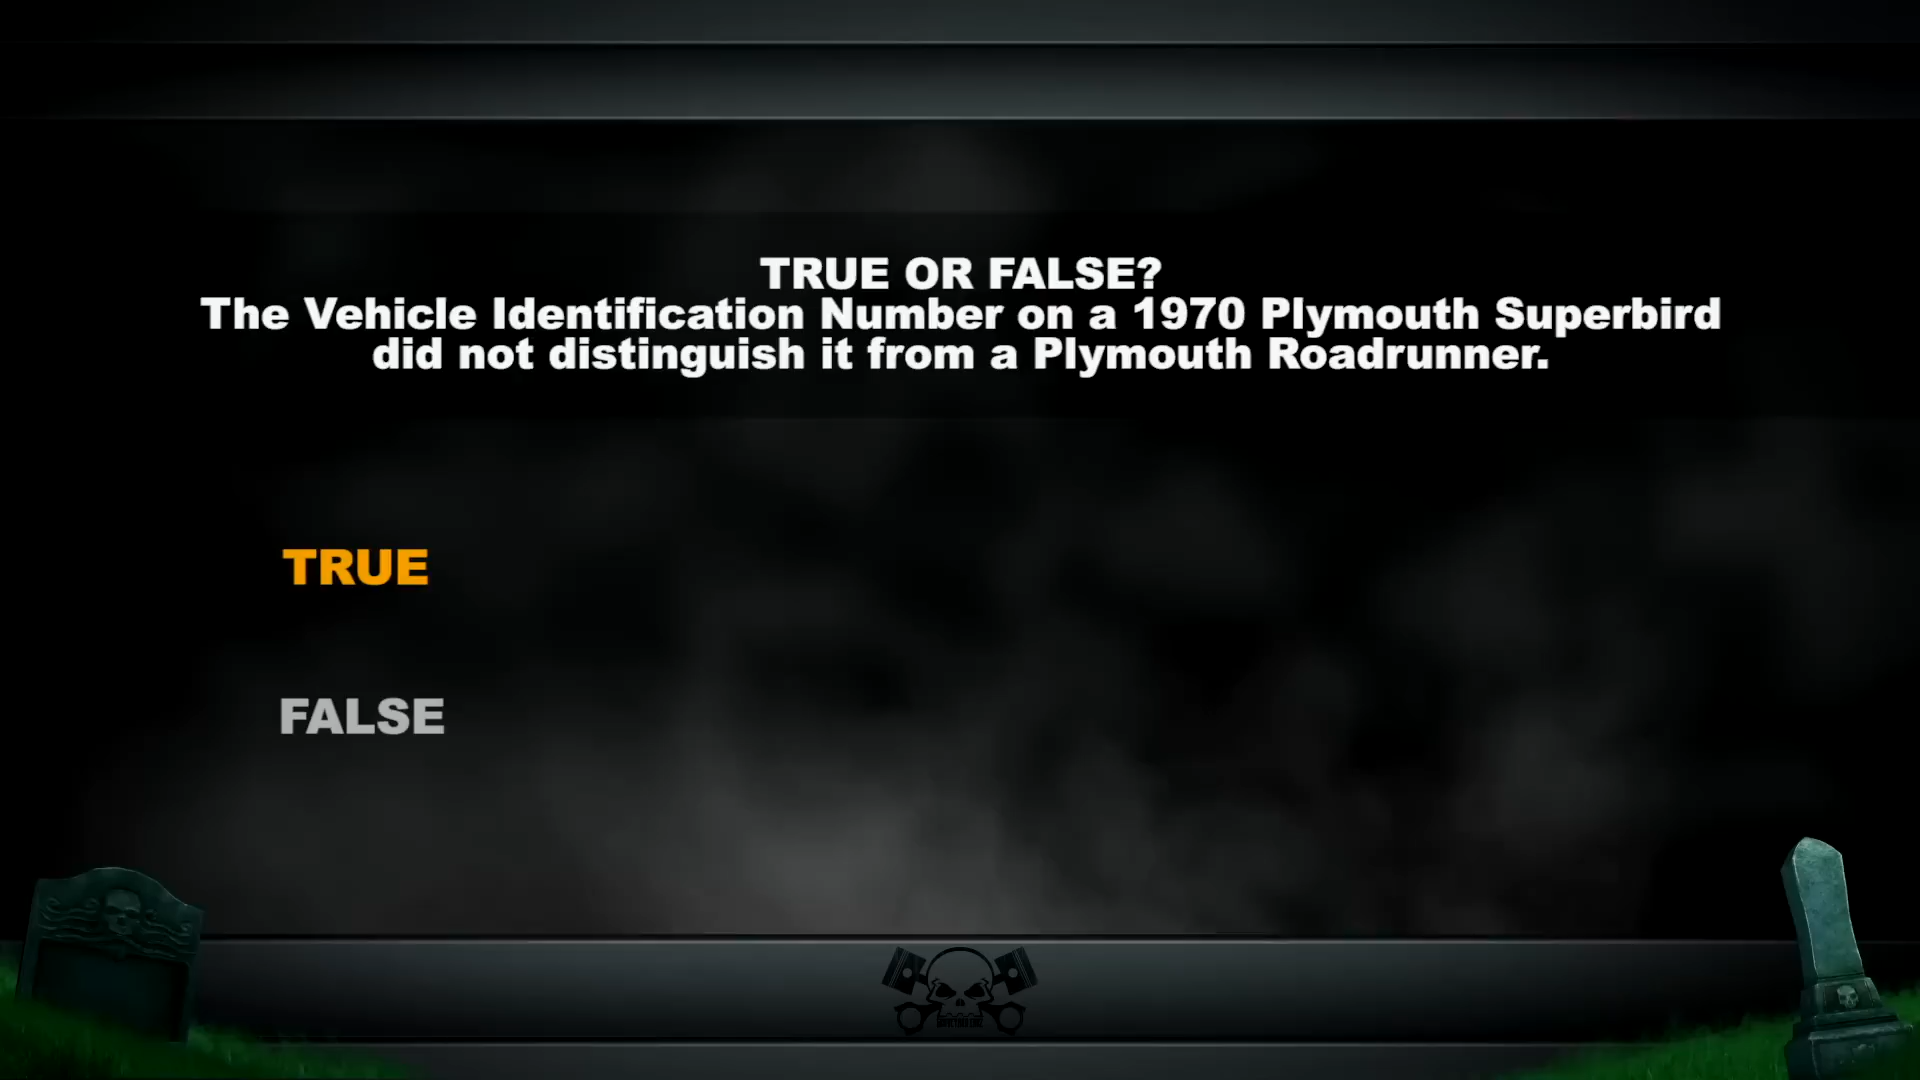 TRUE OR FALSE?
The Vehicle Identification Number on a 1970 Plymouth Superbird
did not distinguish it from a Plymouth Roadrunner.
TRUE
FALSE